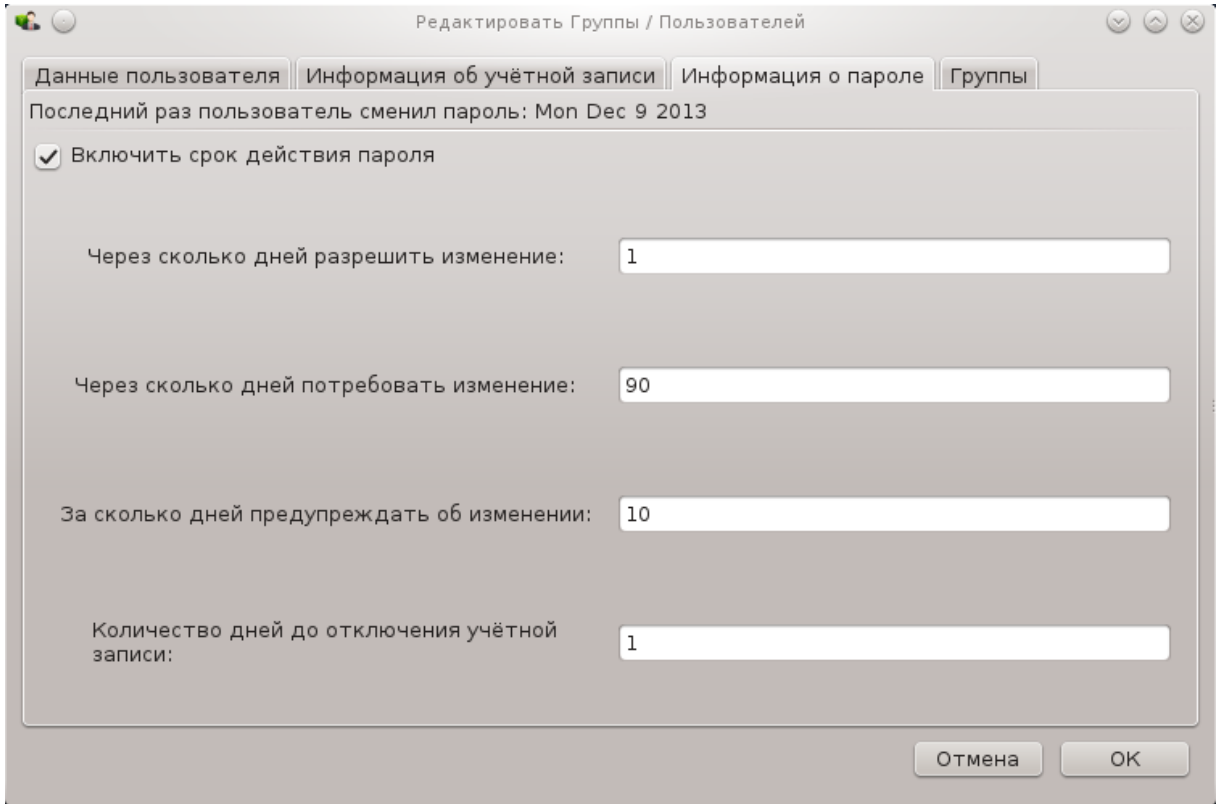 Редактировать Группы / Пользователей
Данные пользователя
Информация об учётной записи
Информация о пароле
Группы
Последний раз пользователь сменил пароль: Mon Dec 9 2013
Включить срок действия пароля
Через сколько дней разрешить изменение:
1
Через сколько дней потребовать изменение:
90
За сколько дней предупреждать об изменении:
10
Количество дней до отключения учётной
записи:
1
Отмена
OK